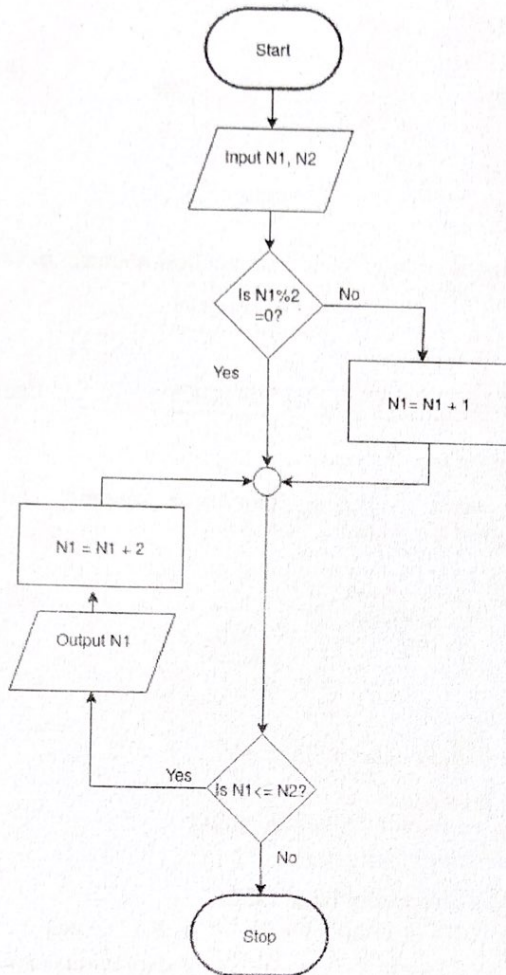 Start
Input N1, N2
Is N1%2
=0?
No
Yes
N1= N1 + 1
N1 = N1 + 2
Output N1
Yes
Is N1<= N2?
No
Stop